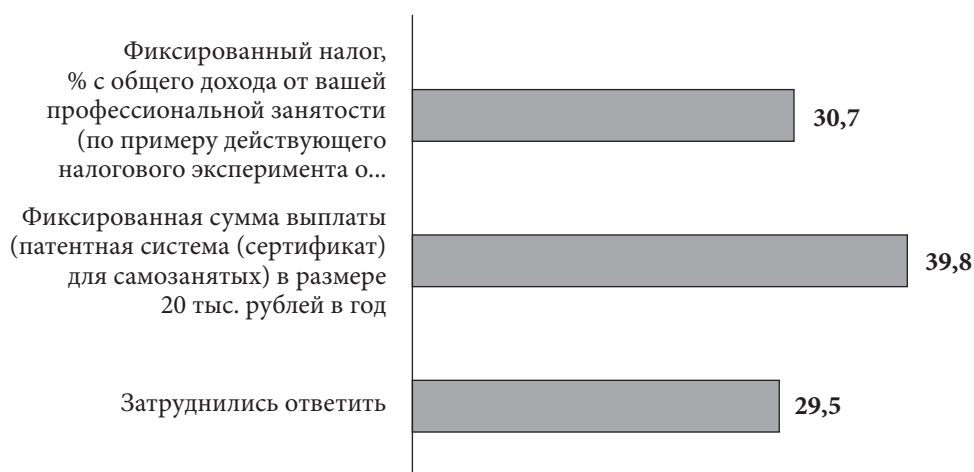 Фиксированный налог,
% с общего дохода от вашей
профессиональной занятости
(по примеру действующего
налогового эксперимента о...
30,7
Фиксированная сумма выплаты
(патентная система (сертификат)
для самозанятых) в размере
20 тыс. рублей в год
39,8
Затруднились ответить
29,5